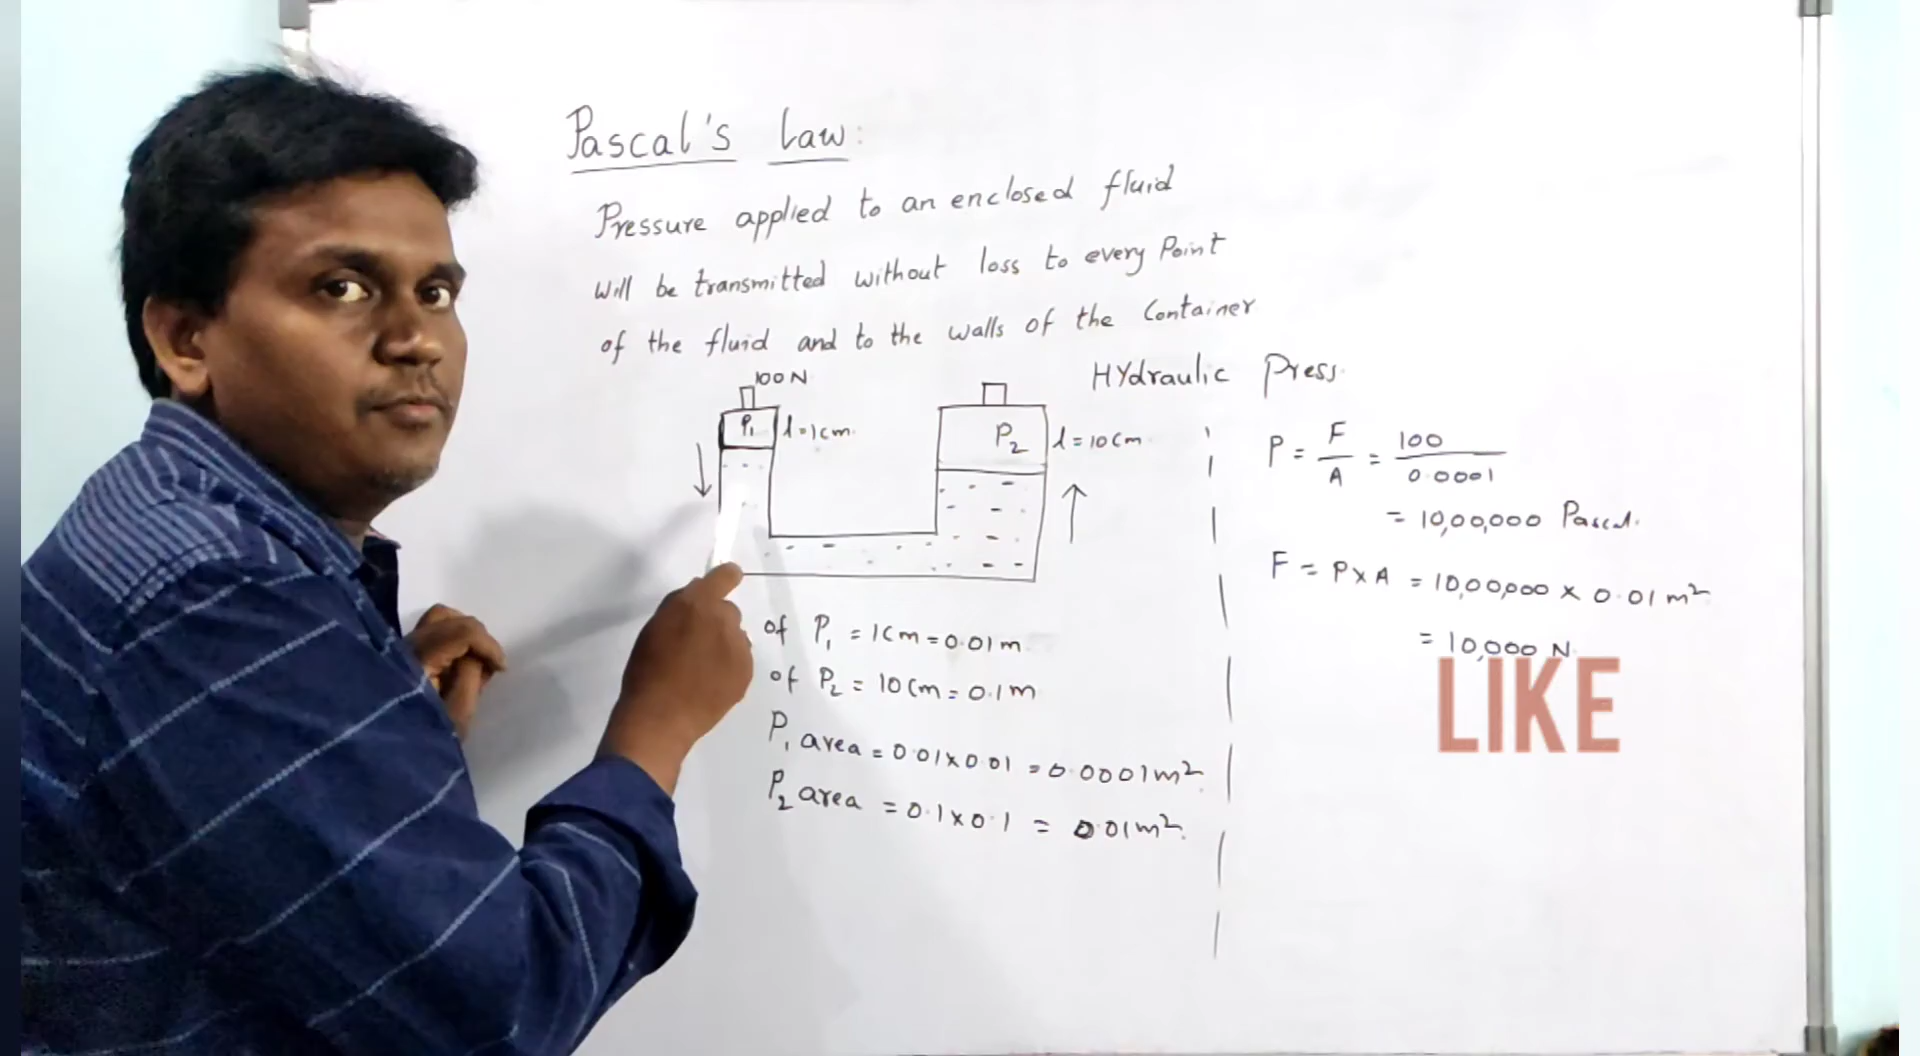 Pascal's Law:
Pressure applied to an enclosed fluid
will be transmitted without loss to every Point
of the fluid and to the walls of the Container
Hydraulic Press.
100 N
P₁ l=1cm
P₂ l=10cm
of P₁ = 1cm = 0.01m
of P₂ = 10cm = 0.1m
P₁ area = 0.01×0.01 = 0.0001m²
P₂ area = 0.1×0.1 = 0.01m²
P = F/A = 100/0.0001
= 10,00,000 Pascal.
F = P×A = 10,00,000 × 0.01m²
= 10,000 N
LIKE